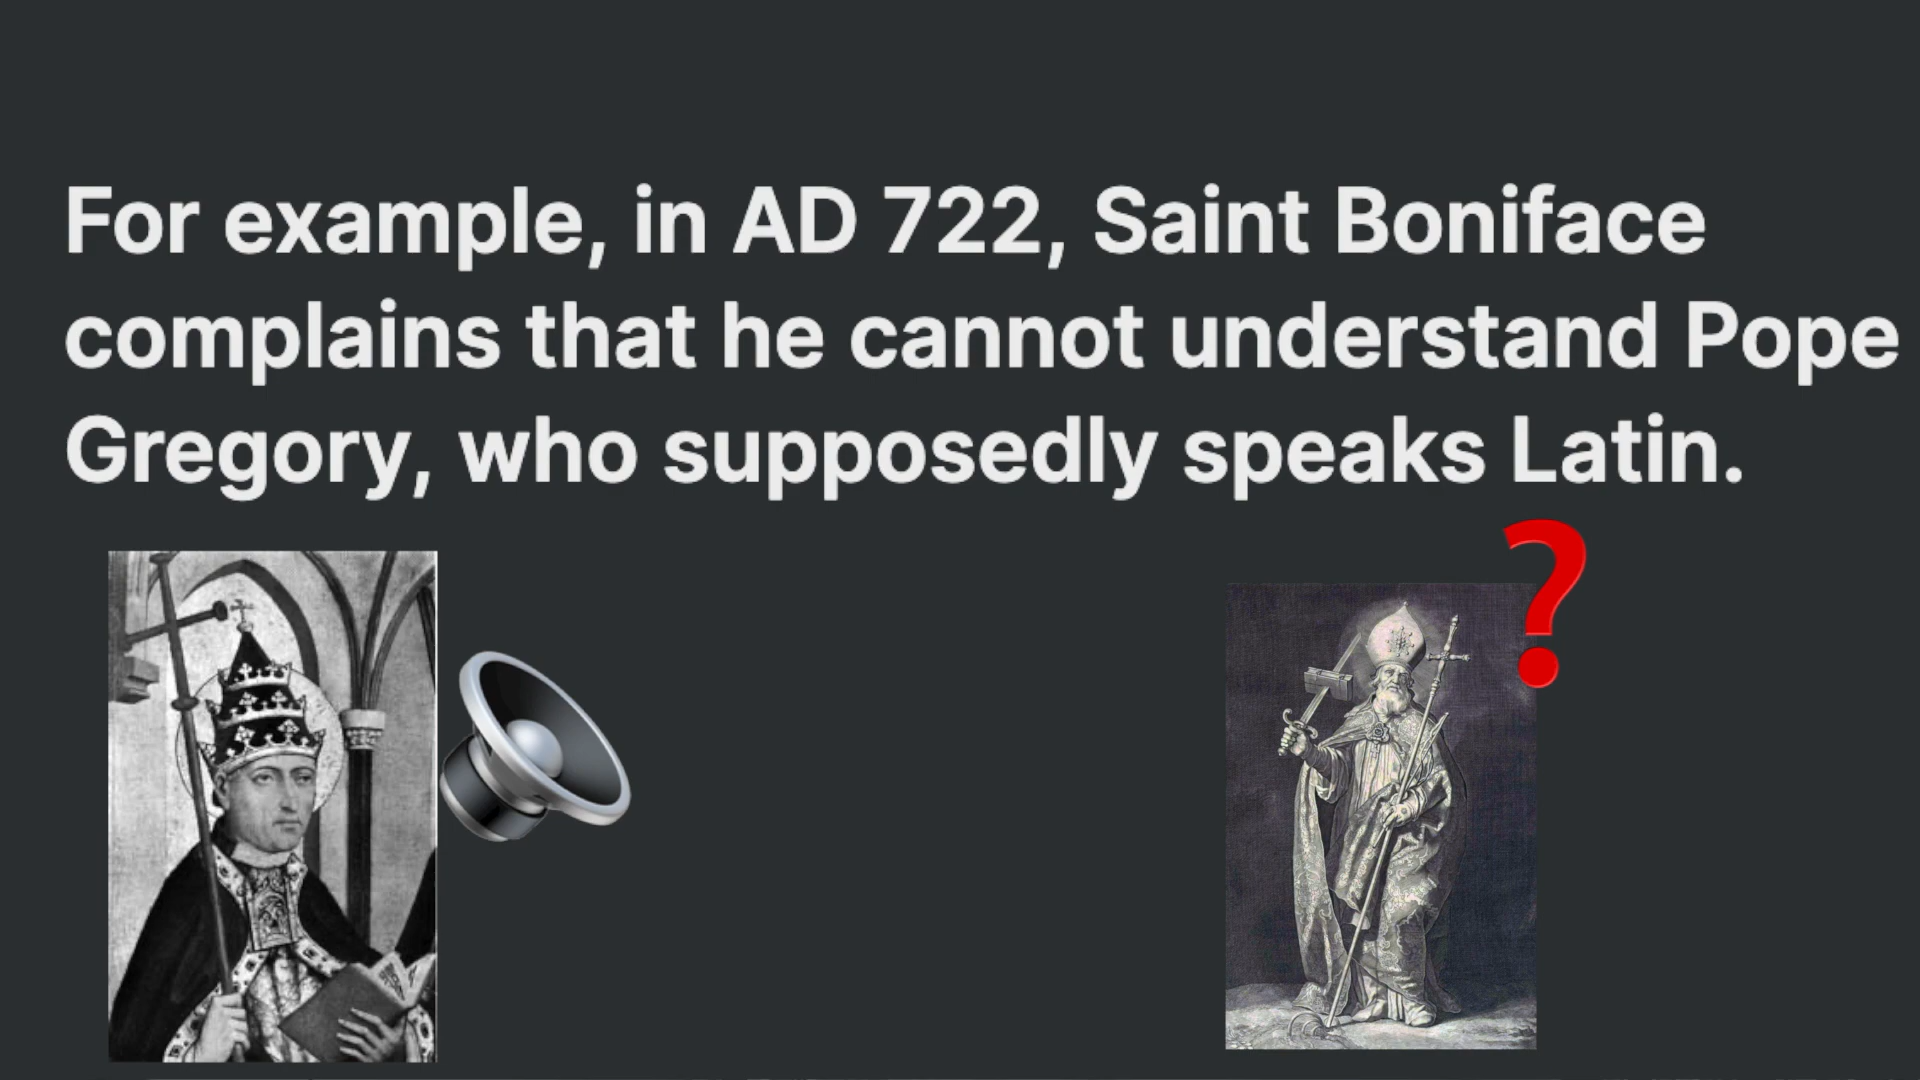 For example, in AD 722, Saint Boniface
complains that he cannot understand Pope
Gregory, who supposedly speaks Latin.
?